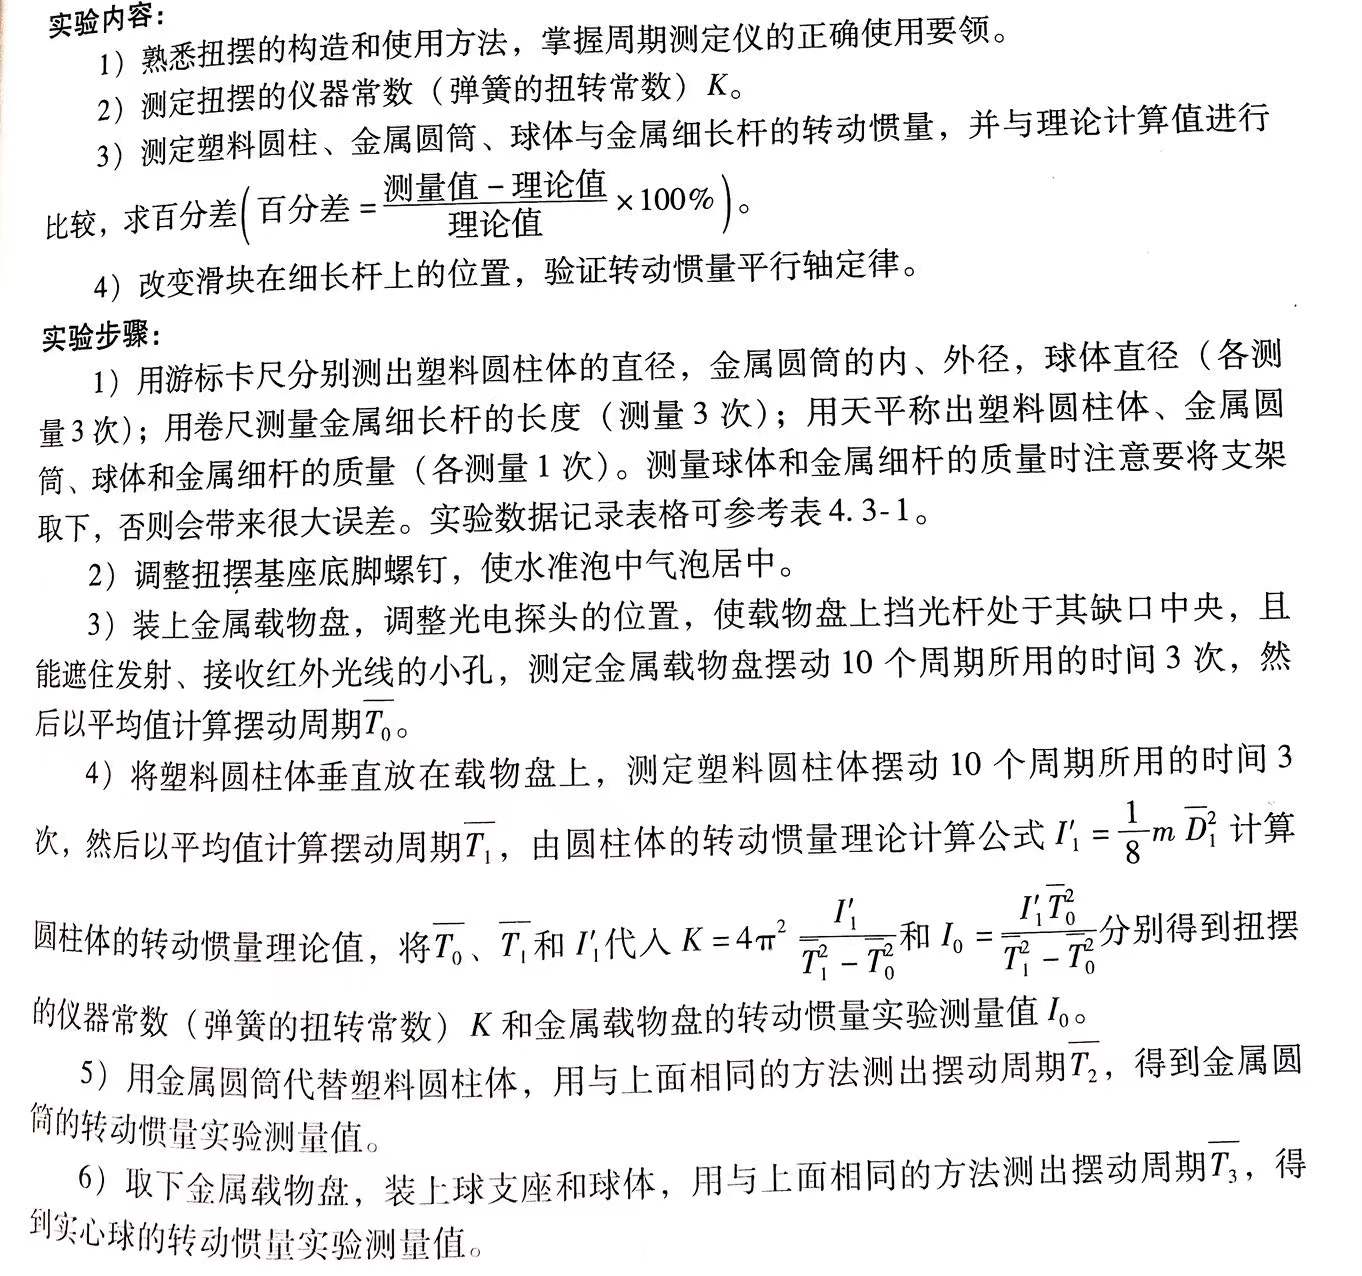 实验内容：
1）熟悉扭摆的构造和使用方法，掌握周期测定仪的正确使用要领。
2）测定扭摆的仪器常数（弹簧的扭转常数）K。
3）测定塑料圆柱、金属圆筒、球体与金属细长杆的转动惯量，并与理论计算值进行
比较，求百分差(百分差 = \frac{测量值 - 理论值}{理论值} × 100%)。
4）改变滑块在细长杆上的位置，验证转动惯量平行轴定律。
实验步骤：
1）用游标卡尺分别测出塑料圆柱体的直径，金属圆筒的内、外径，球体直径（各测
量3次）；用卷尺测量金属细长杆的长度（测量3次）；用天平称出塑料圆柱体、金属圆
筒、球体和金属细杆的质量（各测量1次）。测量球体和金属细杆的质量时注意要将支架
取下，否则会带来很大误差。实验数据记录表格可参考表4.3-1。
2）调整扭摆基座底脚螺钉，使水准泡中气泡居中。
3）装上金属载物盘，调整光电探头的位置，使载物盘上挡光杆处于其缺口中央，且
能遮住发射、接收红外光线的小孔，测定金属载物盘摆动10个周期所用的时间3次，然
后以平均值计算摆动周期\overline{T_0}。
4）将塑料圆柱体垂直放在载物盘上，测定塑料圆柱体摆动10个周期所用的时间3
次，然后以平均值计算摆动周期\overline{T_1}，由圆柱体的转动惯量理论计算公式 I'_1 = \frac{1}{8} m \overline{D}_1^2 计算
圆柱体的转动惯量理论值，将\overline{T_0}、\overline{T_1}和 I'_1代入 K = 4π^2 \frac{I'_1}{\overline{T}_1^2 - \overline{T}_0^2}和 I_0 = \frac{I'_1 \overline{T}_0^2}{\overline{T}_1^2 - \overline{T}_0^2}分别得到扭摆
的仪器常数（弹簧的扭转常数）K 和金属载物盘的转动惯量实验测量值 I_0。
5）用金属圆筒代替塑料圆柱体，用与上面相同的方法测出摆动周期\overline{T_2}，得到金属圆
筒的转动惯量实验测量值。
6）取下金属载物盘，装上球支座和球体，用与上面相同的方法测出摆动周期\overline{T_3}，得
到实心球的转动惯量实验测量值。